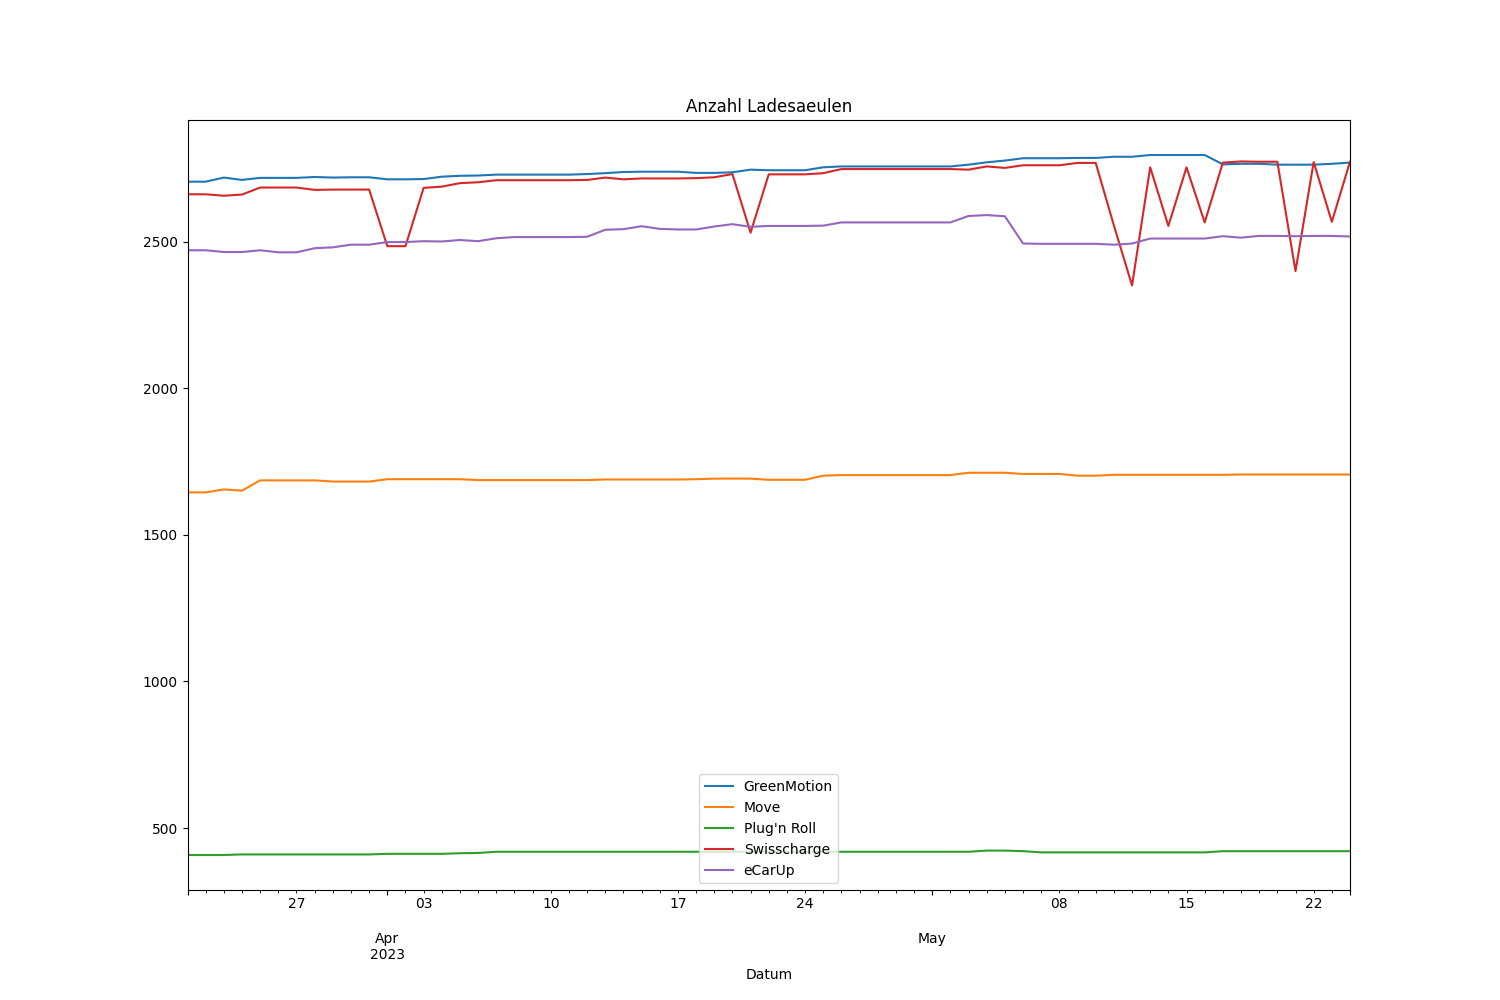 Anzahl Ladesaeulen
2500
2000
1500
1000
500
GreenMotion
Move
Plug'n Roll
Swisscharge
eCarUp
27 03 10 17 24 08 15 22
Apr May
2023
Datum